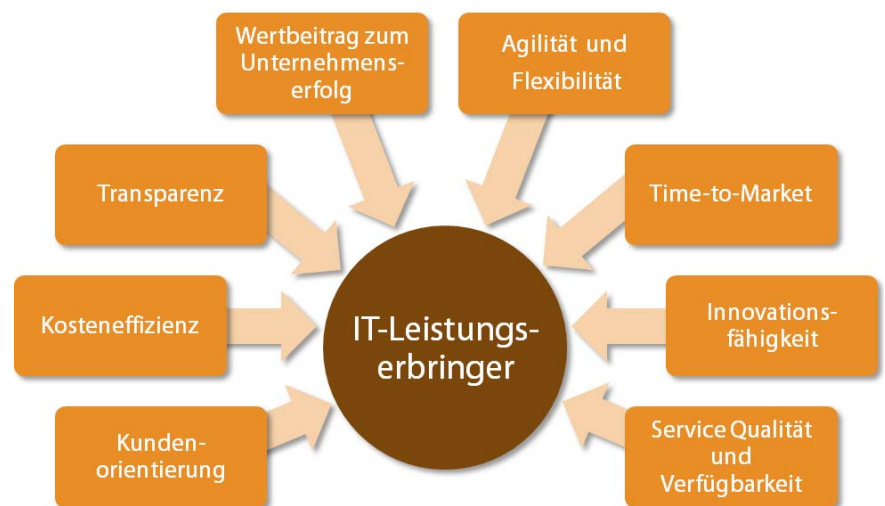 Wertbeitrag zum
Unternehmens-
erfolg
Agilität und
Flexibilität
Transparenz
Time-to-Market
Kosteneffizienz
IT-Leistungs-
erbringer
Innovations-
fähigkeit
Kunden-
orientierung
Service Qualität
und
Verfügbarkeit